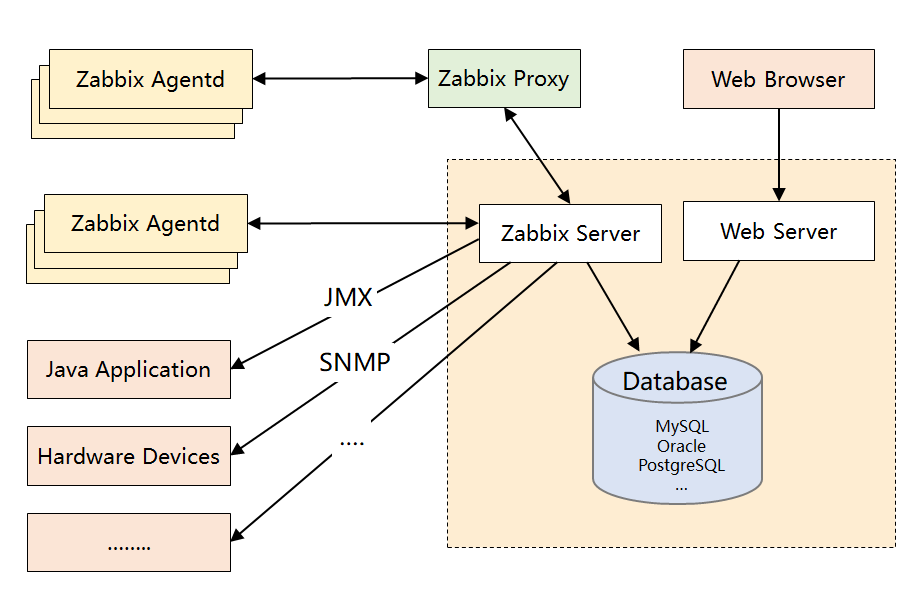 Zabbix Agentd
Zabbix Proxy
Web Browser
Zabbix Agentd
Zabbix Server
Web Server
JMX
Java Application
SNMP
Database
MySQL
Oracle
PostgreSQL
...
Hardware Devices
....
........